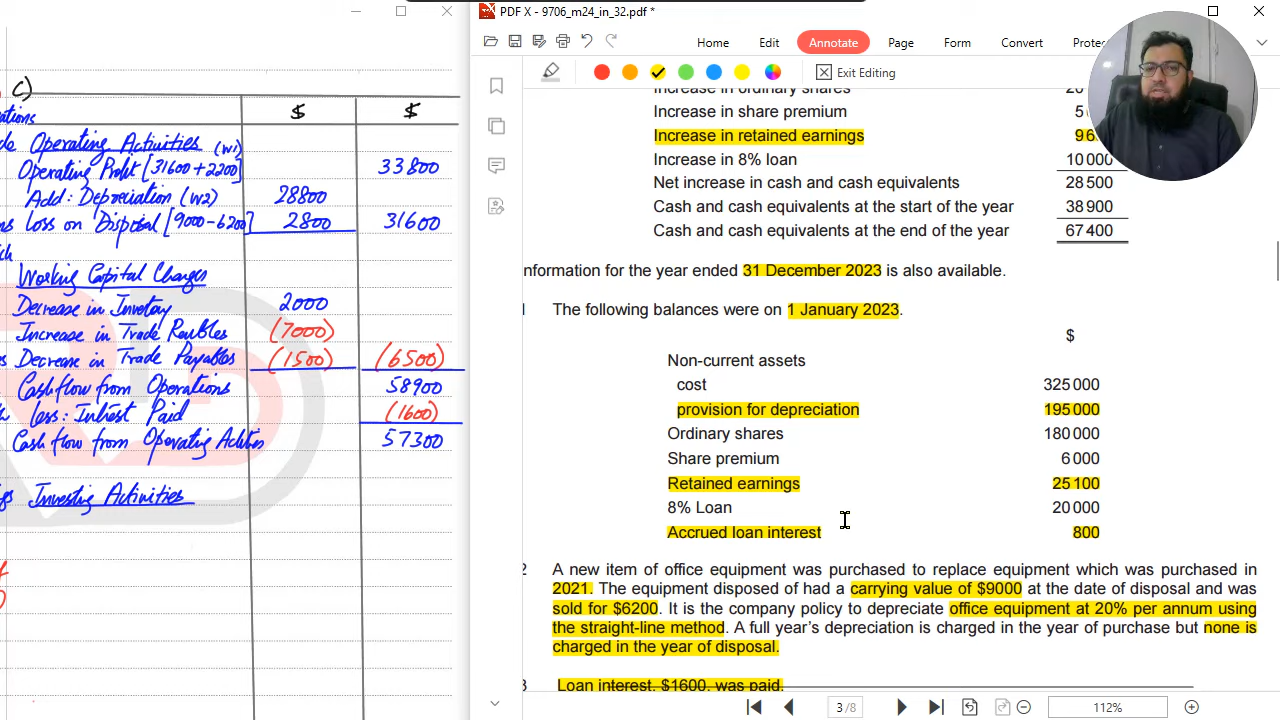 c)
$ $
Operating Activities (W1)
Operating Profit [31600+2200] 33800
Add: Depreciation (W2) 28800
Loss on Disposal [9000-6200] 2800 31600
Working Capital Changes
Decrease in Inventory 2000
Increase in Trade (7000)
Decrease in Trade Payables (1500) (6500)
Cashflow from Operations 58900
Less: Interest Paid (1600)
Cash flow from Operating 57300
Investing Activities
PDF X - 9706_m24_in_32.pdf *
Home Edit Annotate Page Form Convert
Exit Editing
Increase in ordinary shares 20
Increase in share premium 5
Increase in retained earnings 9
Increase in 8% loan 10 000
Net increase in cash and cash equivalents 28 500
Cash and cash equivalents at the start of the year 38 900
Cash and cash equivalents at the end of the year 67 400
nformation for the year ended 31 December 2023 is also available.
The following balances were on 1 January 2023.
$
Non-current assets
cost 325 000
provision for depreciation 195 000
Ordinary shares 180 000
Share premium 6 000
Retained earnings 25 100
8% Loan 20 000
Accrued loan interest 800
2 A new item of office equipment was purchased to replace equipment which was purchased in
2021. The equipment disposed of had a carrying value of $9000 at the date of disposal and was
sold for $6200. It is the company policy to depreciate office equipment at 20% per annum using
the straight-line method. A full year's depreciation is charged in the year of purchase but none is
charged in the year of disposal.
3 Loan interest, $1600, was paid.
3 /8
112%